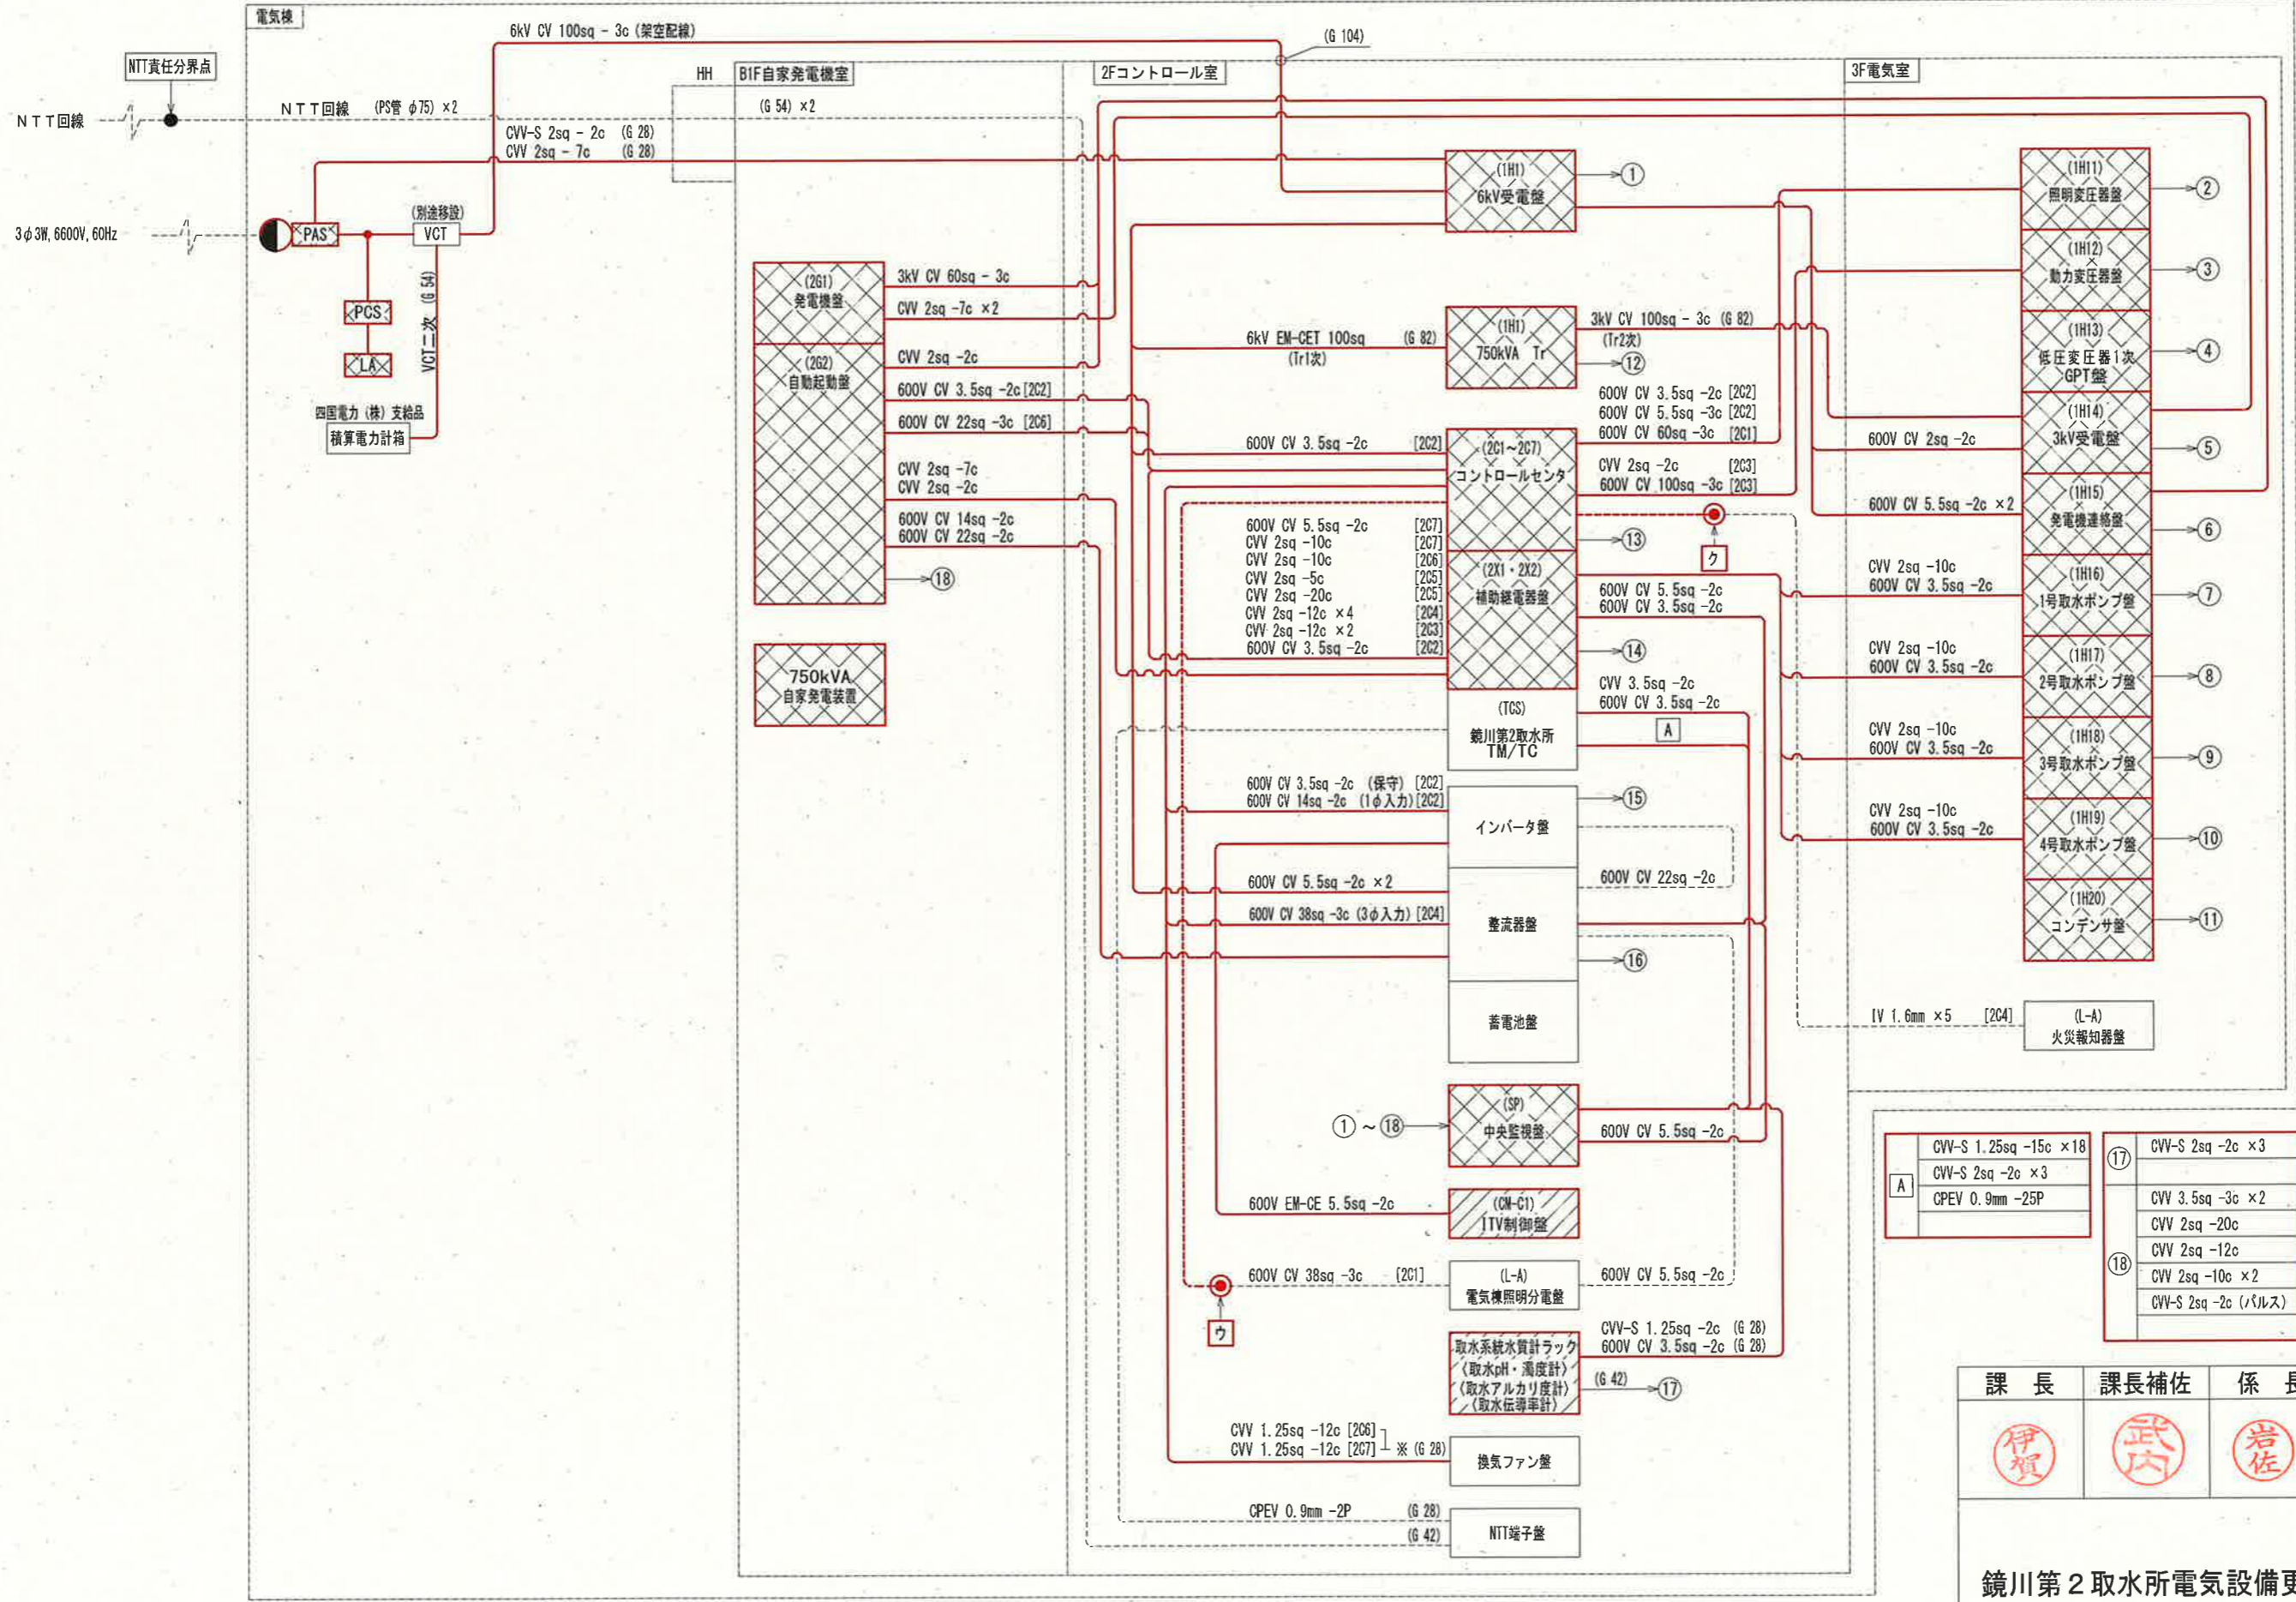 電気棟
6kV CV 100sq - 3c (架空配線)
(G 104)
NTT責任分界点
HH
B1F自家発電機室
2Fコントロール室
3F電気室
NTT回線
NTT回線 (PS管 φ75) ×2
(G 54) ×2
CVV-S 2sq - 2c (G 28)
CVV 2sq - 7c (G 28)
3φ3W, 6600V, 60Hz
PAS
(別途移設)
VCT
PCS
LA
VCT二次 (G 54)
四国電力 (株) 支給品
積算電力計箱
(2G1)
発電機盤
3kV CV 60sq - 3c
CVV 2sq -7c ×2
(2G2)
自動起動盤
CVV 2sq -2c
600V CV 3.5sq -2c [2C2]
600V CV 22sq -3c [2C6]
CVV 2sq -7c
CVV 2sq -2c
600V CV 14sq -2c
600V CV 22sq -2c
⑱
750kVA
自家発電装置
(1H1)
6kV受電盤
①
6kV EM-CET 100sq (G 82)
(Tr1次)
(1H1)
750kVA Tr
3kV CV 100sq - 3c (G 82)
(Tr2次)
⑫
600V CV 3.5sq -2c [2C2]
600V CV 5.5sq -3c [2C2]
600V CV 60sq -3c [2C1]
600V CV 3.5sq -2c [2C2]
(2C1～2C7)
コントロールセンタ
CVV 2sq -2c [2C3]
600V CV 100sq -3c [2C3]
ク
⑬
600V CV 5.5sq -2c [2C7]
CVV 2sq -10c [2C7]
CVV 2sq -10c [2C6]
CVV 2sq -5c [2C5]
CVV 2sq -20c [2C5]
CVV 2sq -12c ×4 [2C4]
CVV 2sq -12c ×2 [2C3]
600V CV 3.5sq -2c [2C2]
(2X1・2X2)
補助継電器盤
600V CV 5.5sq -2c
600V CV 3.5sq -2c
⑭
CVV 3.5sq -2c
600V CV 3.5sq -2c
A
(TCS)
鏡川第2取水所
TM/TC
600V CV 3.5sq -2c (保守) [2C2]
600V CV 14sq -2c (1φ入力)[2C2]
インバータ盤
⑮
600V CV 5.5sq -2c ×2
600V CV 22sq -2c
600V CV 38sq -3c (3φ入力) [2C4]
整流器盤
⑯
蓄電池盤
①～⑱
(SP)
中央監視盤
600V CV 5.5sq -2c
600V EM-CE 5.5sq -2c
(CM-C1)
ITV制御盤
600V CV 38sq -3c [2C1]
ウ
(L-A)
電気棟照明分電盤
600V CV 5.5sq -2c
取水系統水質計ラック
(取水pH・濁度計)
(取水アルカリ度計)
(取水伝導率計)
CVV-S 1.25sq -2c (G 28)
600V CV 3.5sq -2c (G 28)
(G 42)
⑰
CVV 1.25sq -12c [2C6]
CVV 1.25sq -12c [2C7] ※ (G 28)
換気ファン盤
CPEV 0.9mm -2P (G 28)
(G 42)
NTT端子盤
(1H11)
照明変圧器盤
②
(1H12)
動力変圧器盤
③
(1H13)
低圧変圧器1次
GPT盤
④
(1H14)
3kV受電盤
⑤
600V CV 2sq -2c
(1H15)
発電機連絡盤
⑥
600V CV 5.5sq -2c ×2
CVV 2sq -10c
600V CV 3.5sq -2c
(1H16)
1号取水ポンプ盤
⑦
CVV 2sq -10c
600V CV 3.5sq -2c
(1H17)
2号取水ポンプ盤
⑧
CVV 2sq -10c
600V CV 3.5sq -2c
(1H18)
3号取水ポンプ盤
⑨
CVV 2sq -10c
600V CV 3.5sq -2c
(1H19)
4号取水ポンプ盤
⑩
(1H20)
コンデンサ盤
⑪
IV 1.6mm ×5 [2C4]
(L-A)
火災報知器盤
A
CVV-S 1.25sq -15c ×18
CVV-S 2sq -2c ×3
CPEV 0.9mm -25P
⑰
CVV-S 2sq -2c ×3
⑱
CVV 3.5sq -3c ×2
CVV 2sq -20c
CVV 2sq -12c
CVV 2sq -10c ×2
CVV-S 2sq -2c (パルス)
課 長 課長補佐 係 長
伊賀 武内 岩佐
鏡川第2取水所電気設備更